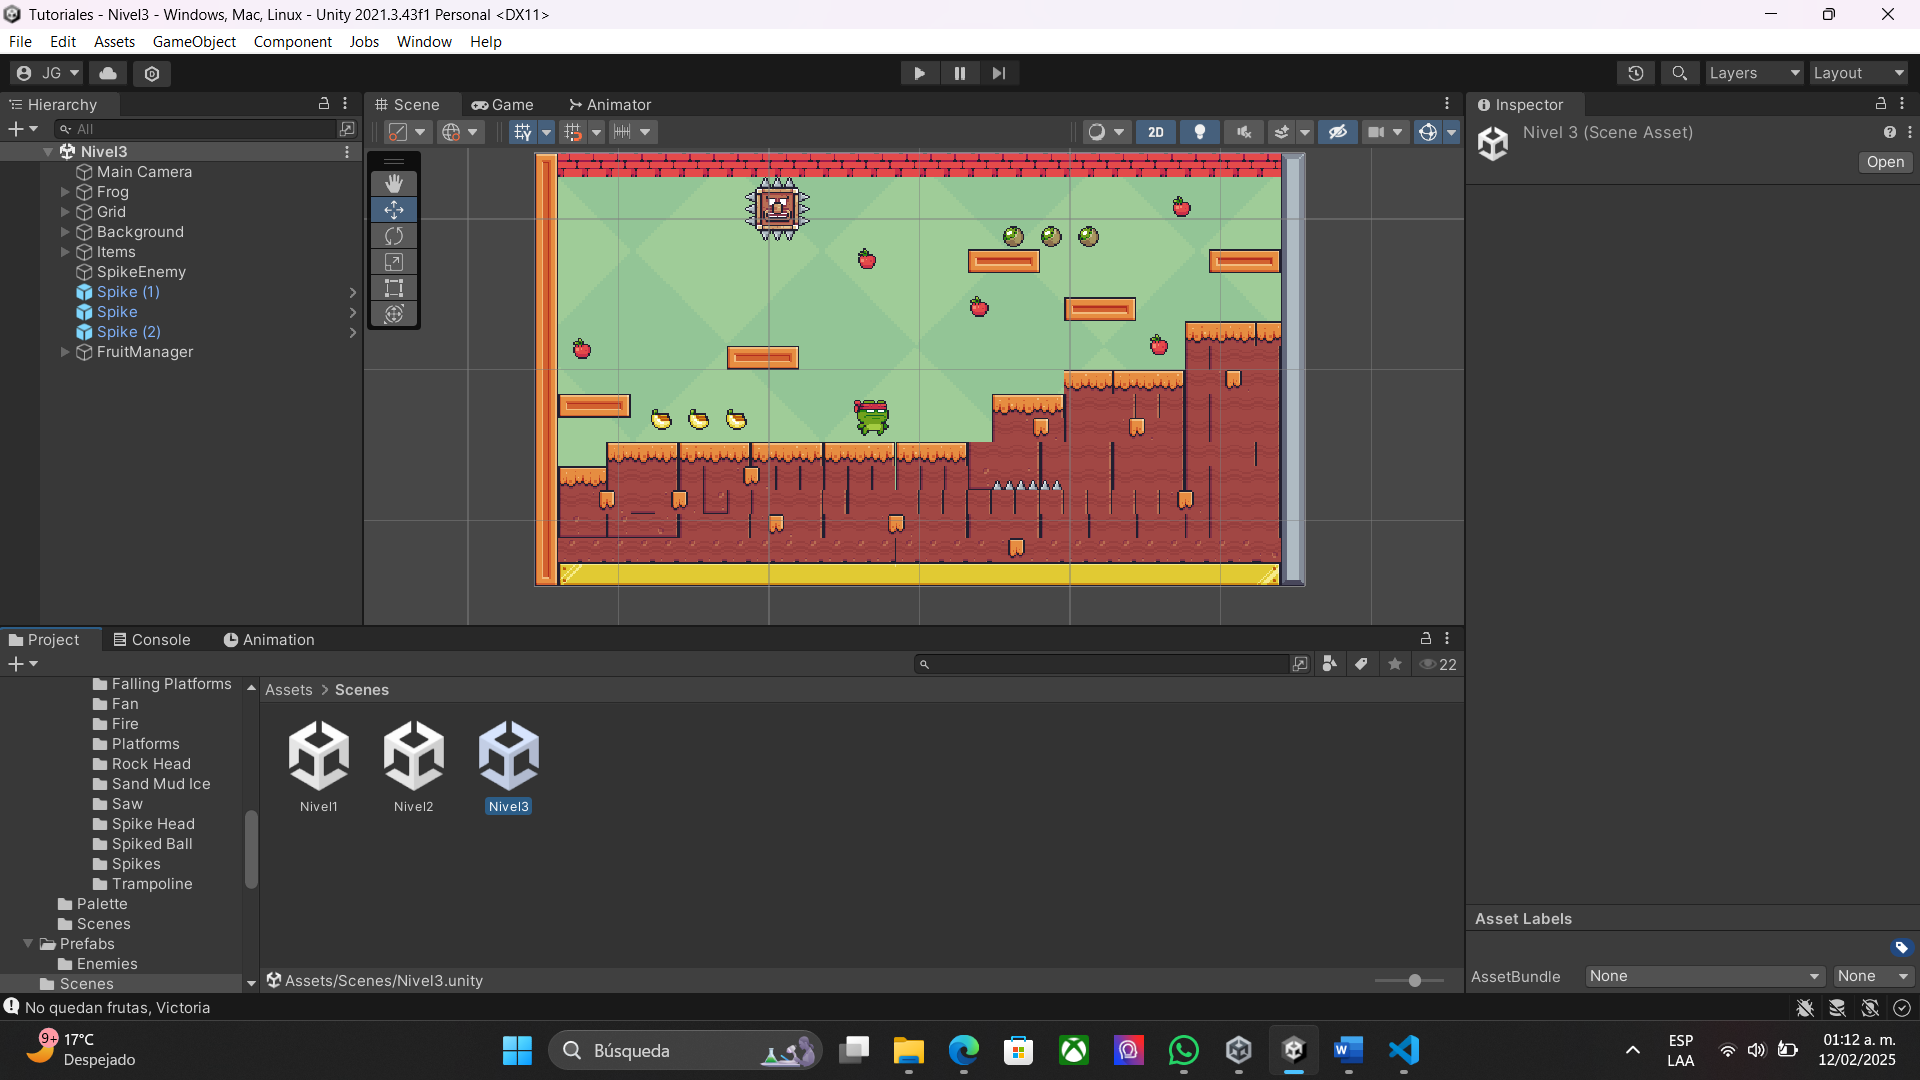 Tutoriales - Nivel3 - Windows, Mac, Linux - Unity 2021.3.43f1 Personal <DX11>
File Edit Assets GameObject Component Jobs Window Help
JG
Layers Layout
Hierarchy
All
Nivel3
Main Camera
Frog
Grid
Background
Items
SpikeEnemy
Spike (1)
Spike
Spike (2)
FruitManager
Scene Game Animator
2D
Inspector
Nivel 3 (Scene Asset)
Open
Project Console Animation
22
Falling Platforms
Fan
Fire
Platforms
Rock Head
Sand Mud Ice
Saw
Spike Head
Spiked Ball
Spikes
Trampoline
Palette
Scenes
Prefabs
Enemies
Scenes
Assets > Scenes
Nivel1 Nivel2 Nivel3
Assets/Scenes/Nivel3.unity
Asset Labels
AssetBundle None None
No quedan frutas, Victoria
9+
17°C
Despejado
Búsqueda
ESP
LAA
01:12 a. m.
12/02/2025